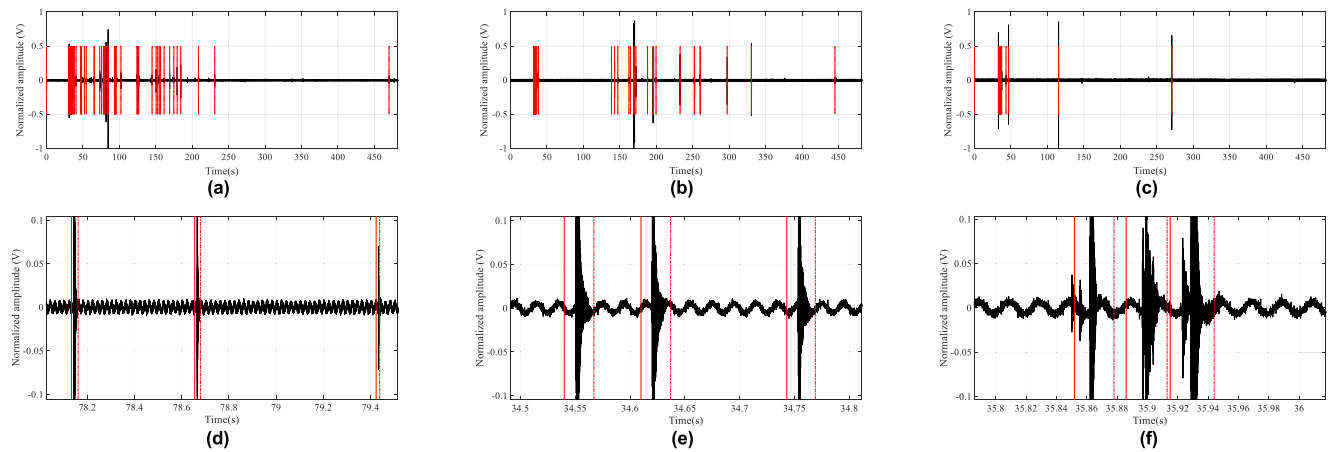 Normalized amplitude (V)
1
0.5
0
-0.5
-1
0 50 100 150 200 250 300 350 400 450
Time(s)
(a)
Normalized amplitude (V)
1
0.5
0
-0.5
-1
0 50 100 150 200 250 300 350 400 450
Time(s)
(b)
Normalized amplitude (V)
1
0.5
0
-0.5
-1
0 50 100 150 200 250 300 350 400 450
Time(s)
(c)
Normalized amplitude (V)
0.1
0.05
0
-0.05
-0.1
78.2 78.4 78.6 78.8 79 79.2 79.4
Time(s)
(d)
Normalized amplitude (V)
0.1
0.05
0
-0.05
-0.1
34.5 34.55 34.6 34.65 34.7 34.75 34.8
Time(s)
(e)
Normalized amplitude (V)
0.1
0.05
0
-0.05
-0.1
35.8 35.82 35.84 35.86 35.88 35.9 35.92 35.94 35.96 35.98 36
Time(s)
(f)